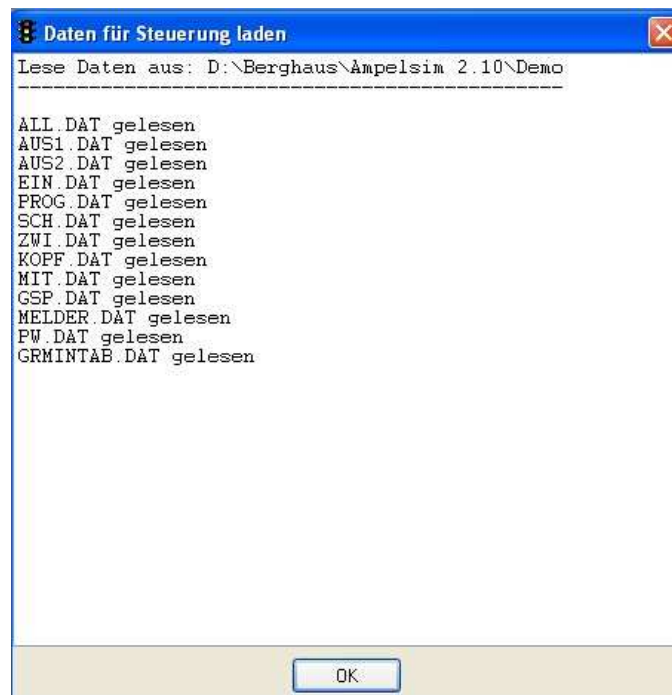 Daten für Steuerung laden
Lese Daten aus: D:\Berghaus\Ampelsim 2.10\Demo
-----------------------------------------------
ALL.DAT gelesen
AUS1.DAT gelesen
AUS2.DAT gelesen
EIN.DAT gelesen
PROG.DAT gelesen
SCH.DAT gelesen
ZWI.DAT gelesen
KOPF.DAT gelesen
MIT.DAT gelesen
GSP.DAT gelesen
MELDER.DAT gelesen
PW.DAT gelesen
GRMINTAB.DAT gelesen
OK